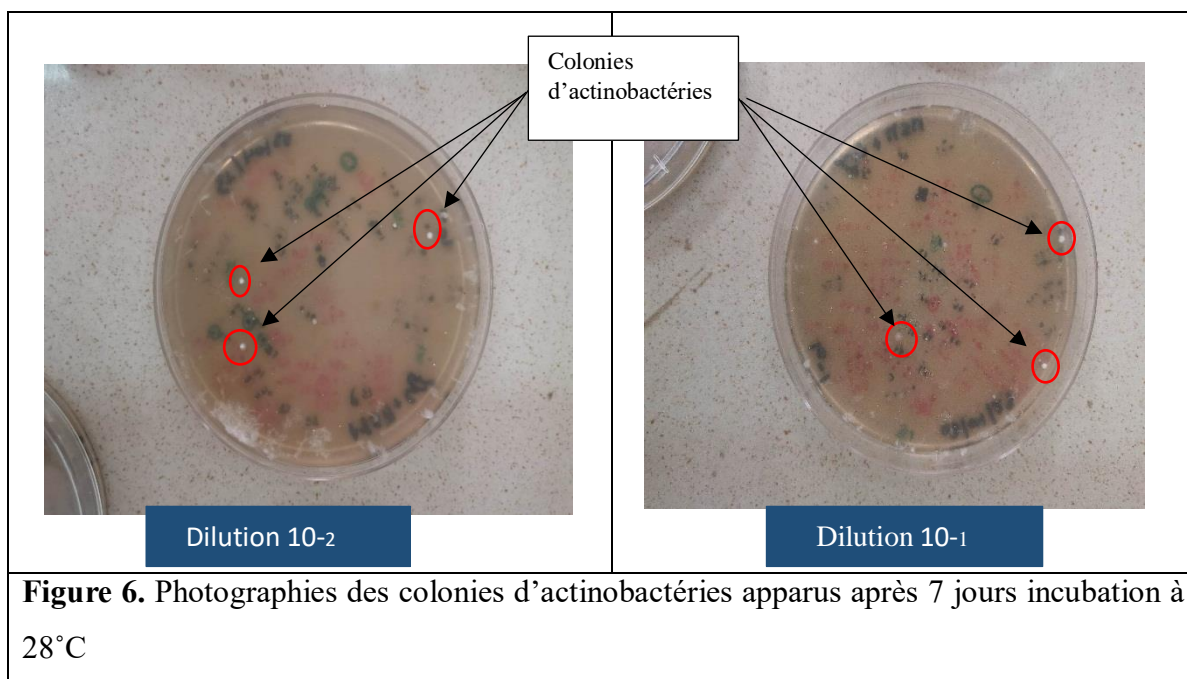 Colonies
d'actinobactéries
Dilution 10-2
Dilution 10-1
Figure 6. Photographies des colonies d'actinobactéries apparus après 7 jours incubation à
28˚C